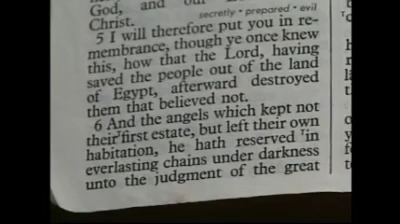 God, and our
Christ.
secretly • prepared • evil
5 I will therefore put you in re-
membrance, though ye once knew
this, how that the Lord, having
saved the people out of the land
of Egypt, afterward destroyed
them that believed not.
6 And the angels which kept not
their first estate, but left their own
habitation, he hath reserved in
everlasting chains under darkness
unto the judgment of the great